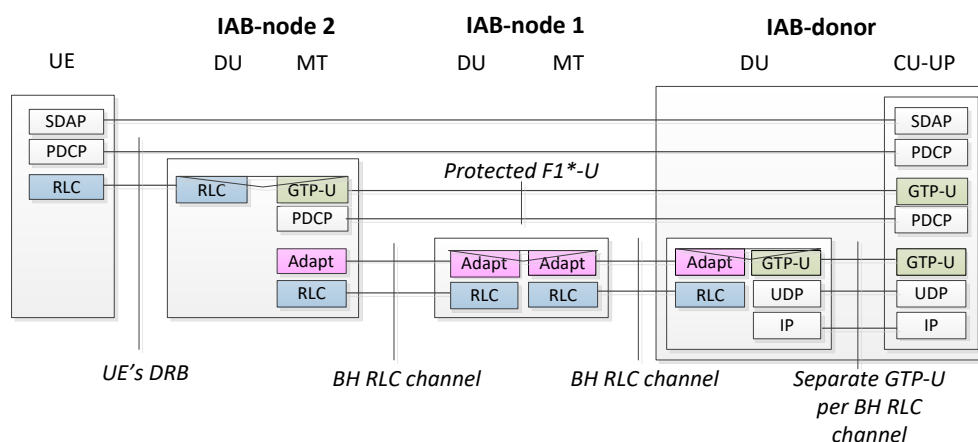 IAB-node 2 IAB-node 1 IAB-donor
UE DU MT DU MT DU CU-UP
SDAP SDAP
PDCP PDCP
Protected F1*-U
RLC RLC GTP-U GTP-U
PDCP PDCP
Adapt Adapt Adapt Adapt GTP-U GTP-U
RLC RLC RLC RLC UDP UDP
IP IP
UE's DRB BH RLC channel BH RLC channel Separate GTP-U
per BH RLC
channel